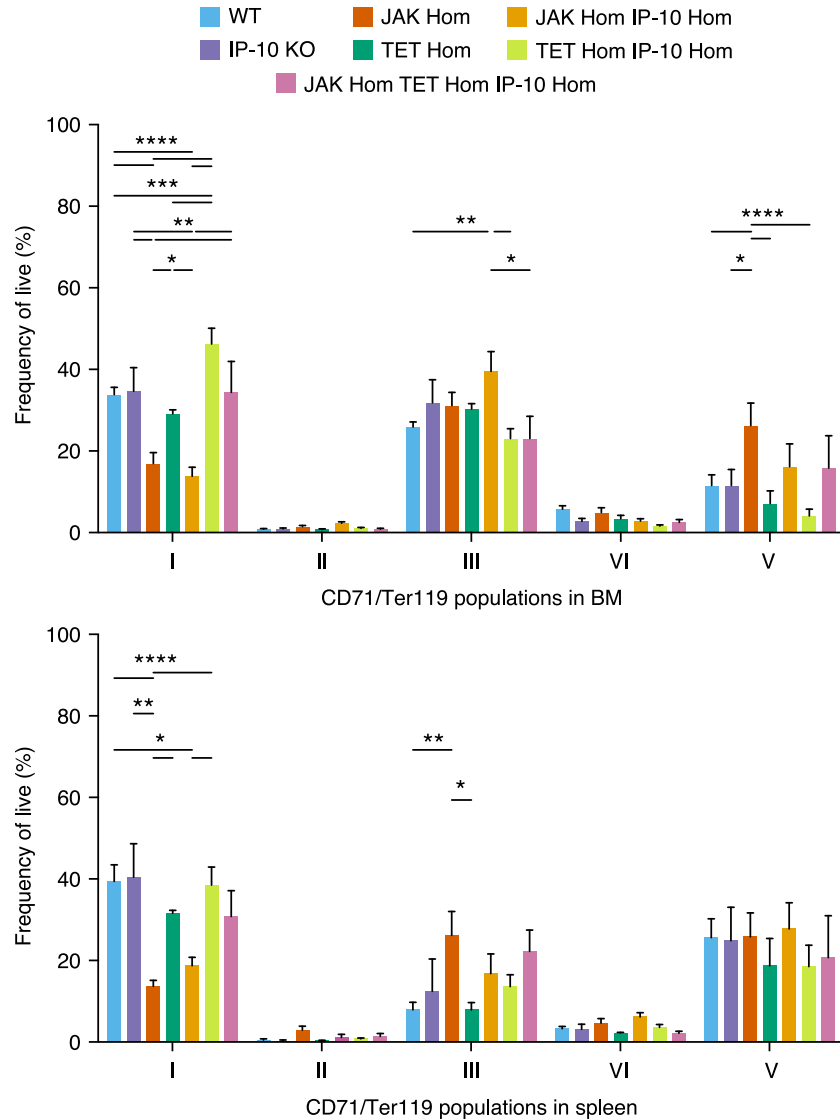 WT JAK Hom JAK Hom IP-10 Hom
IP-10 KO TET Hom TET Hom IP-10 Hom
JAK Hom TET Hom IP-10 Hom
100
80
60
40
20
0
Frequency of live (%)
****
***
**
*
**
*
****
*
I II III VI V
CD71/Ter119 populations in BM
100
80
60
40
20
0
Frequency of live (%)
****
**
*
**
*
I II III VI V
CD71/Ter119 populations in spleen